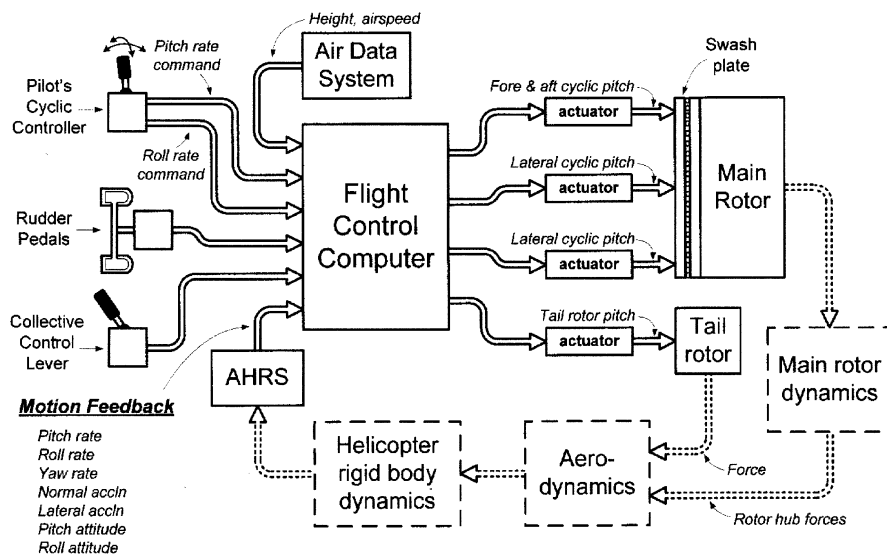 Pitch rate
command
Height, airspeed
Air Data
System
Pilot's
Cyclic
Controller
Roll rate
command
Rudder
Pedals
Collective
Control
Lever
Flight
Control
Computer
Fore & aft cyclic pitch
actuator
Lateral cyclic pitch
actuator
Lateral cyclic pitch
actuator
Tail rotor pitch
actuator
Swash
plate
Main
Rotor
Tail
rotor
Main rotor
dynamics
AHRS
Motion Feedback
Pitch rate
Roll rate
Yaw rate
Normal accln
Lateral accln
Pitch attitude
Roll attitude
Helicopter
rigid body
dynamics
Aero-
dynamics
Force
Rotor hub forces